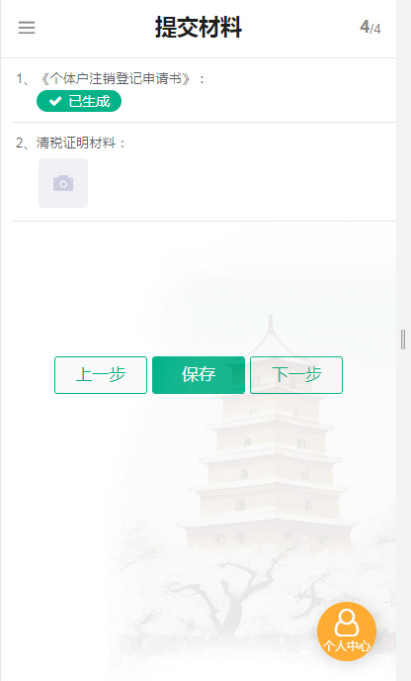 提交材料
4/4
1、《个体户注销登记申请书》：
已生成
2、清税证明材料：
上一步
保存
下一步
个人中心